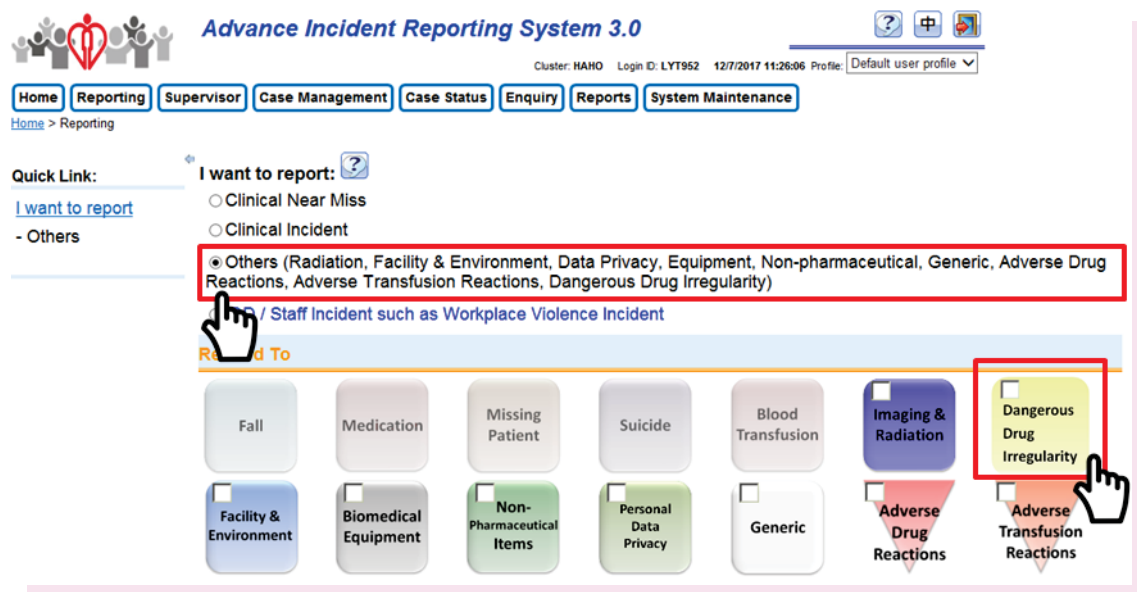 Advance Incident Reporting System 3.0
中
Cluster: HAHO Login ID: LYT952 12/7/2017 11:26:06 Profile: Default user profile
Home Reporting Supervisor Case Management Case Status Enquiry Reports System Maintenance
Home > Reporting
Quick Link:
I want to report
- Others
I want to report:
Clinical Near Miss
Clinical Incident
Others (Radiation, Facility & Environment, Data Privacy, Equipment, Non-pharmaceutical, Generic, Adverse Drug
Reactions, Adverse Transfusion Reactions, Dangerous Drug Irregularity)
/ Staff Incident such as Workplace Violence Incident
To
Fall
Medication
Missing
Patient
Suicide
Blood
Transfusion
Imaging &
Radiation
Dangerous
Drug
Irregularity
Facility &
Environment
Biomedical
Equipment
Non-
Pharmaceutical
Items
Personal
Data
Privacy
Generic
Adverse
Drug
Reactions
Adverse
Transfusion
Reactions